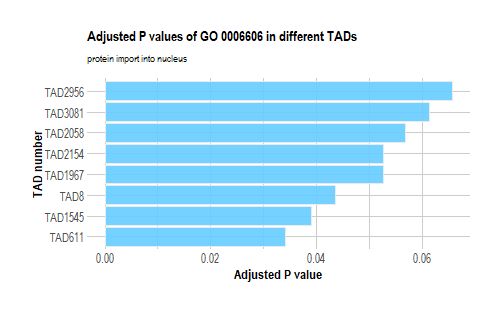 Adjusted P values of GO 0006606 in different TADs
protein import into nucleus
TAD number
TAD2956
TAD3081
TAD2058
TAD2154
TAD1967
TAD8
TAD1545
TAD611
0.00 0.02 0.04 0.06
Adjusted P value